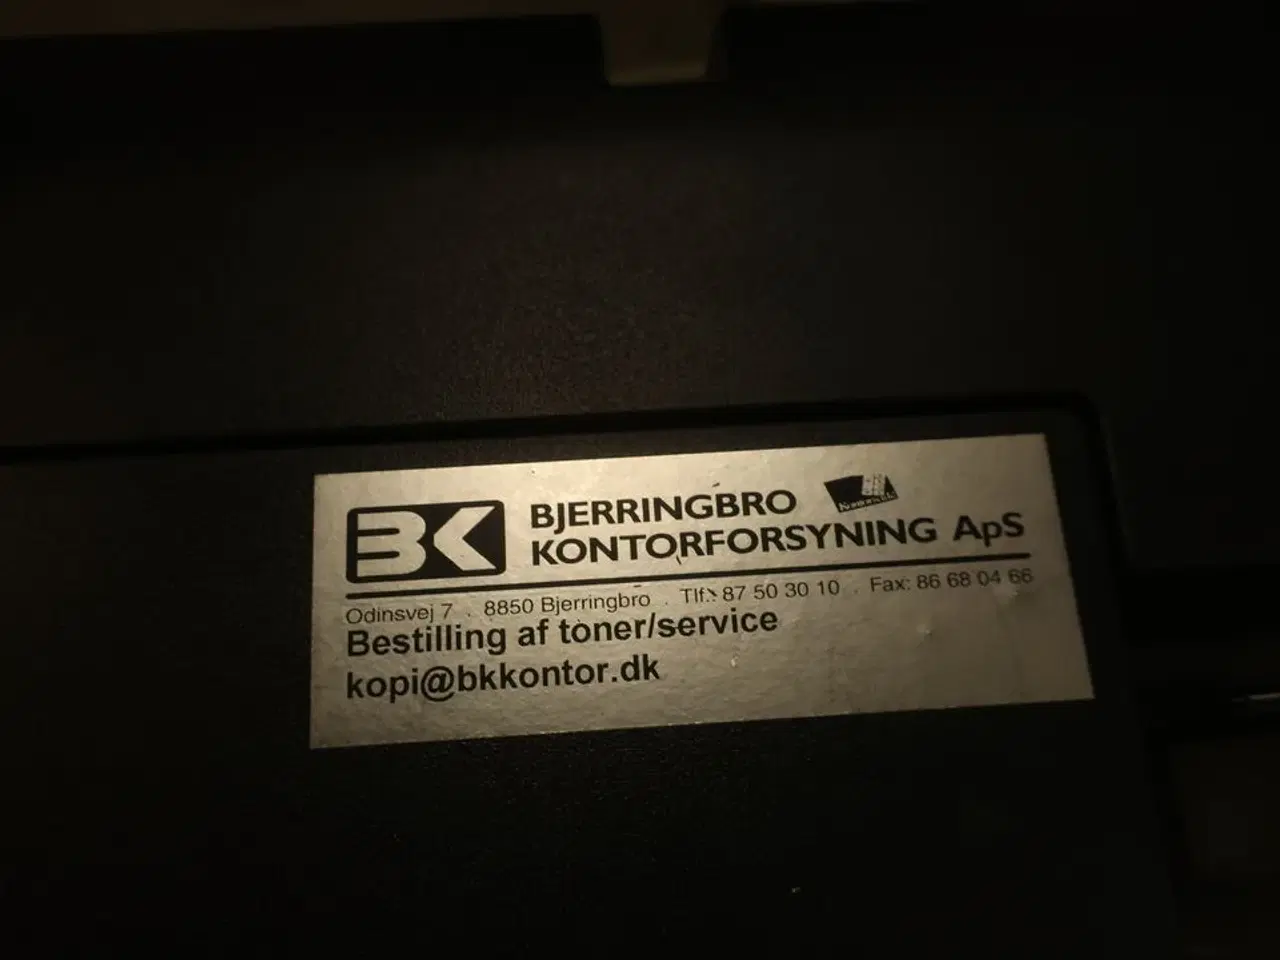 BK
BJERRINGBRO
KONTORFORSYNING ApS
Odinsvej 7 . 8850 Bjerringbro . Tlf.: 87 50 30 10 . Fax: 86 68 04 66
Bestilling af toner/service
kopi@bkkontor.dk